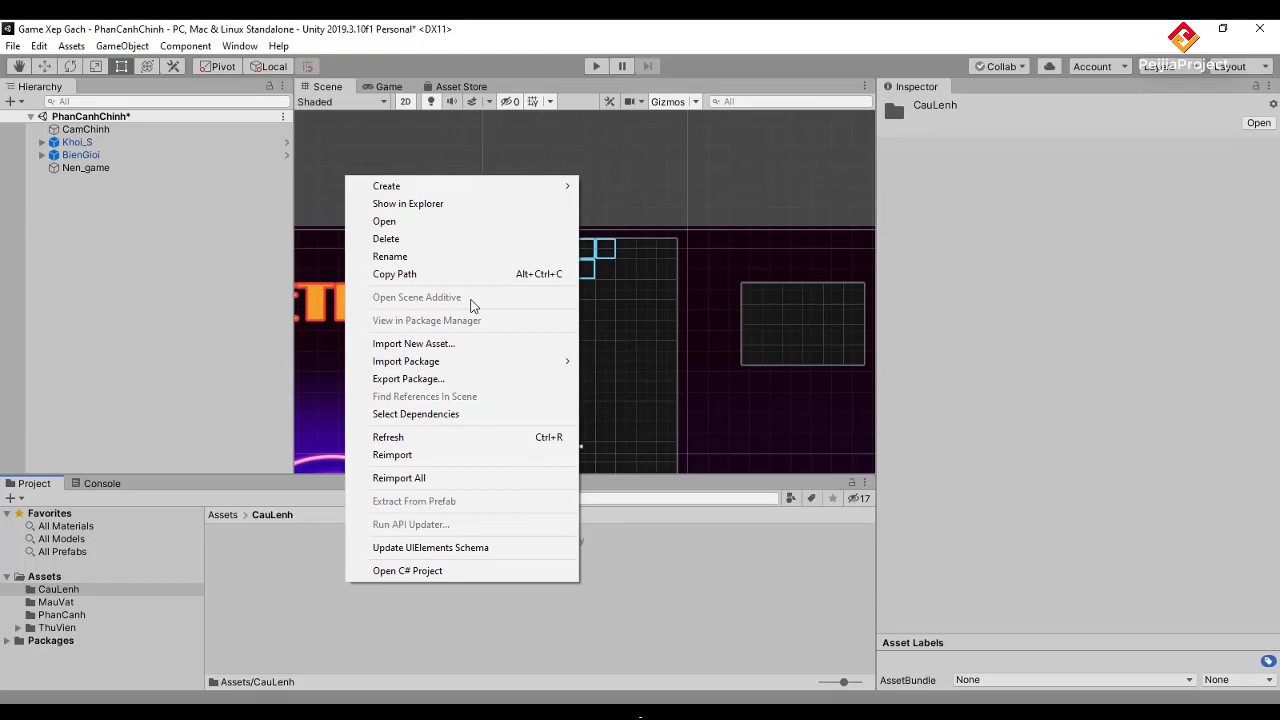 Game Xep Gach - PhanCanhChinh - PC, Mac & Linux Standalone - Unity 2019.3.10f1 Personal* <DX11>
File Edit Assets GameObject Component Window Help
Pivot Local Collab Account Layout
Hierarchy Scene Game Asset Store Inspector
All Shaded 2D 0 Gizmos All
CauLenh
Open
PhanCanhChinh*
CamChinh
Khoi_S
BienGioi
Nen_game
Create
Show in Explorer
Open
Delete
Rename
Copy Path Alt+Ctrl+C
Open Scene Additive
View in Package Manager
Import New Asset...
Import Package
Export Package...
Find References In Scene
Select Dependencies
Refresh Ctrl+R
Reimport
Reimport All
Extract From Prefab
Run API Updater...
Update UIElements Schema
Open C# Project
Project Console
17
Favorites
All Materials
All Models
All Prefabs
Assets
CauLenh
MauVat
PhanCanh
ThuVien
Packages
Assets CauLenh
Assets/CauLenh
Asset Labels
AssetBundle None None